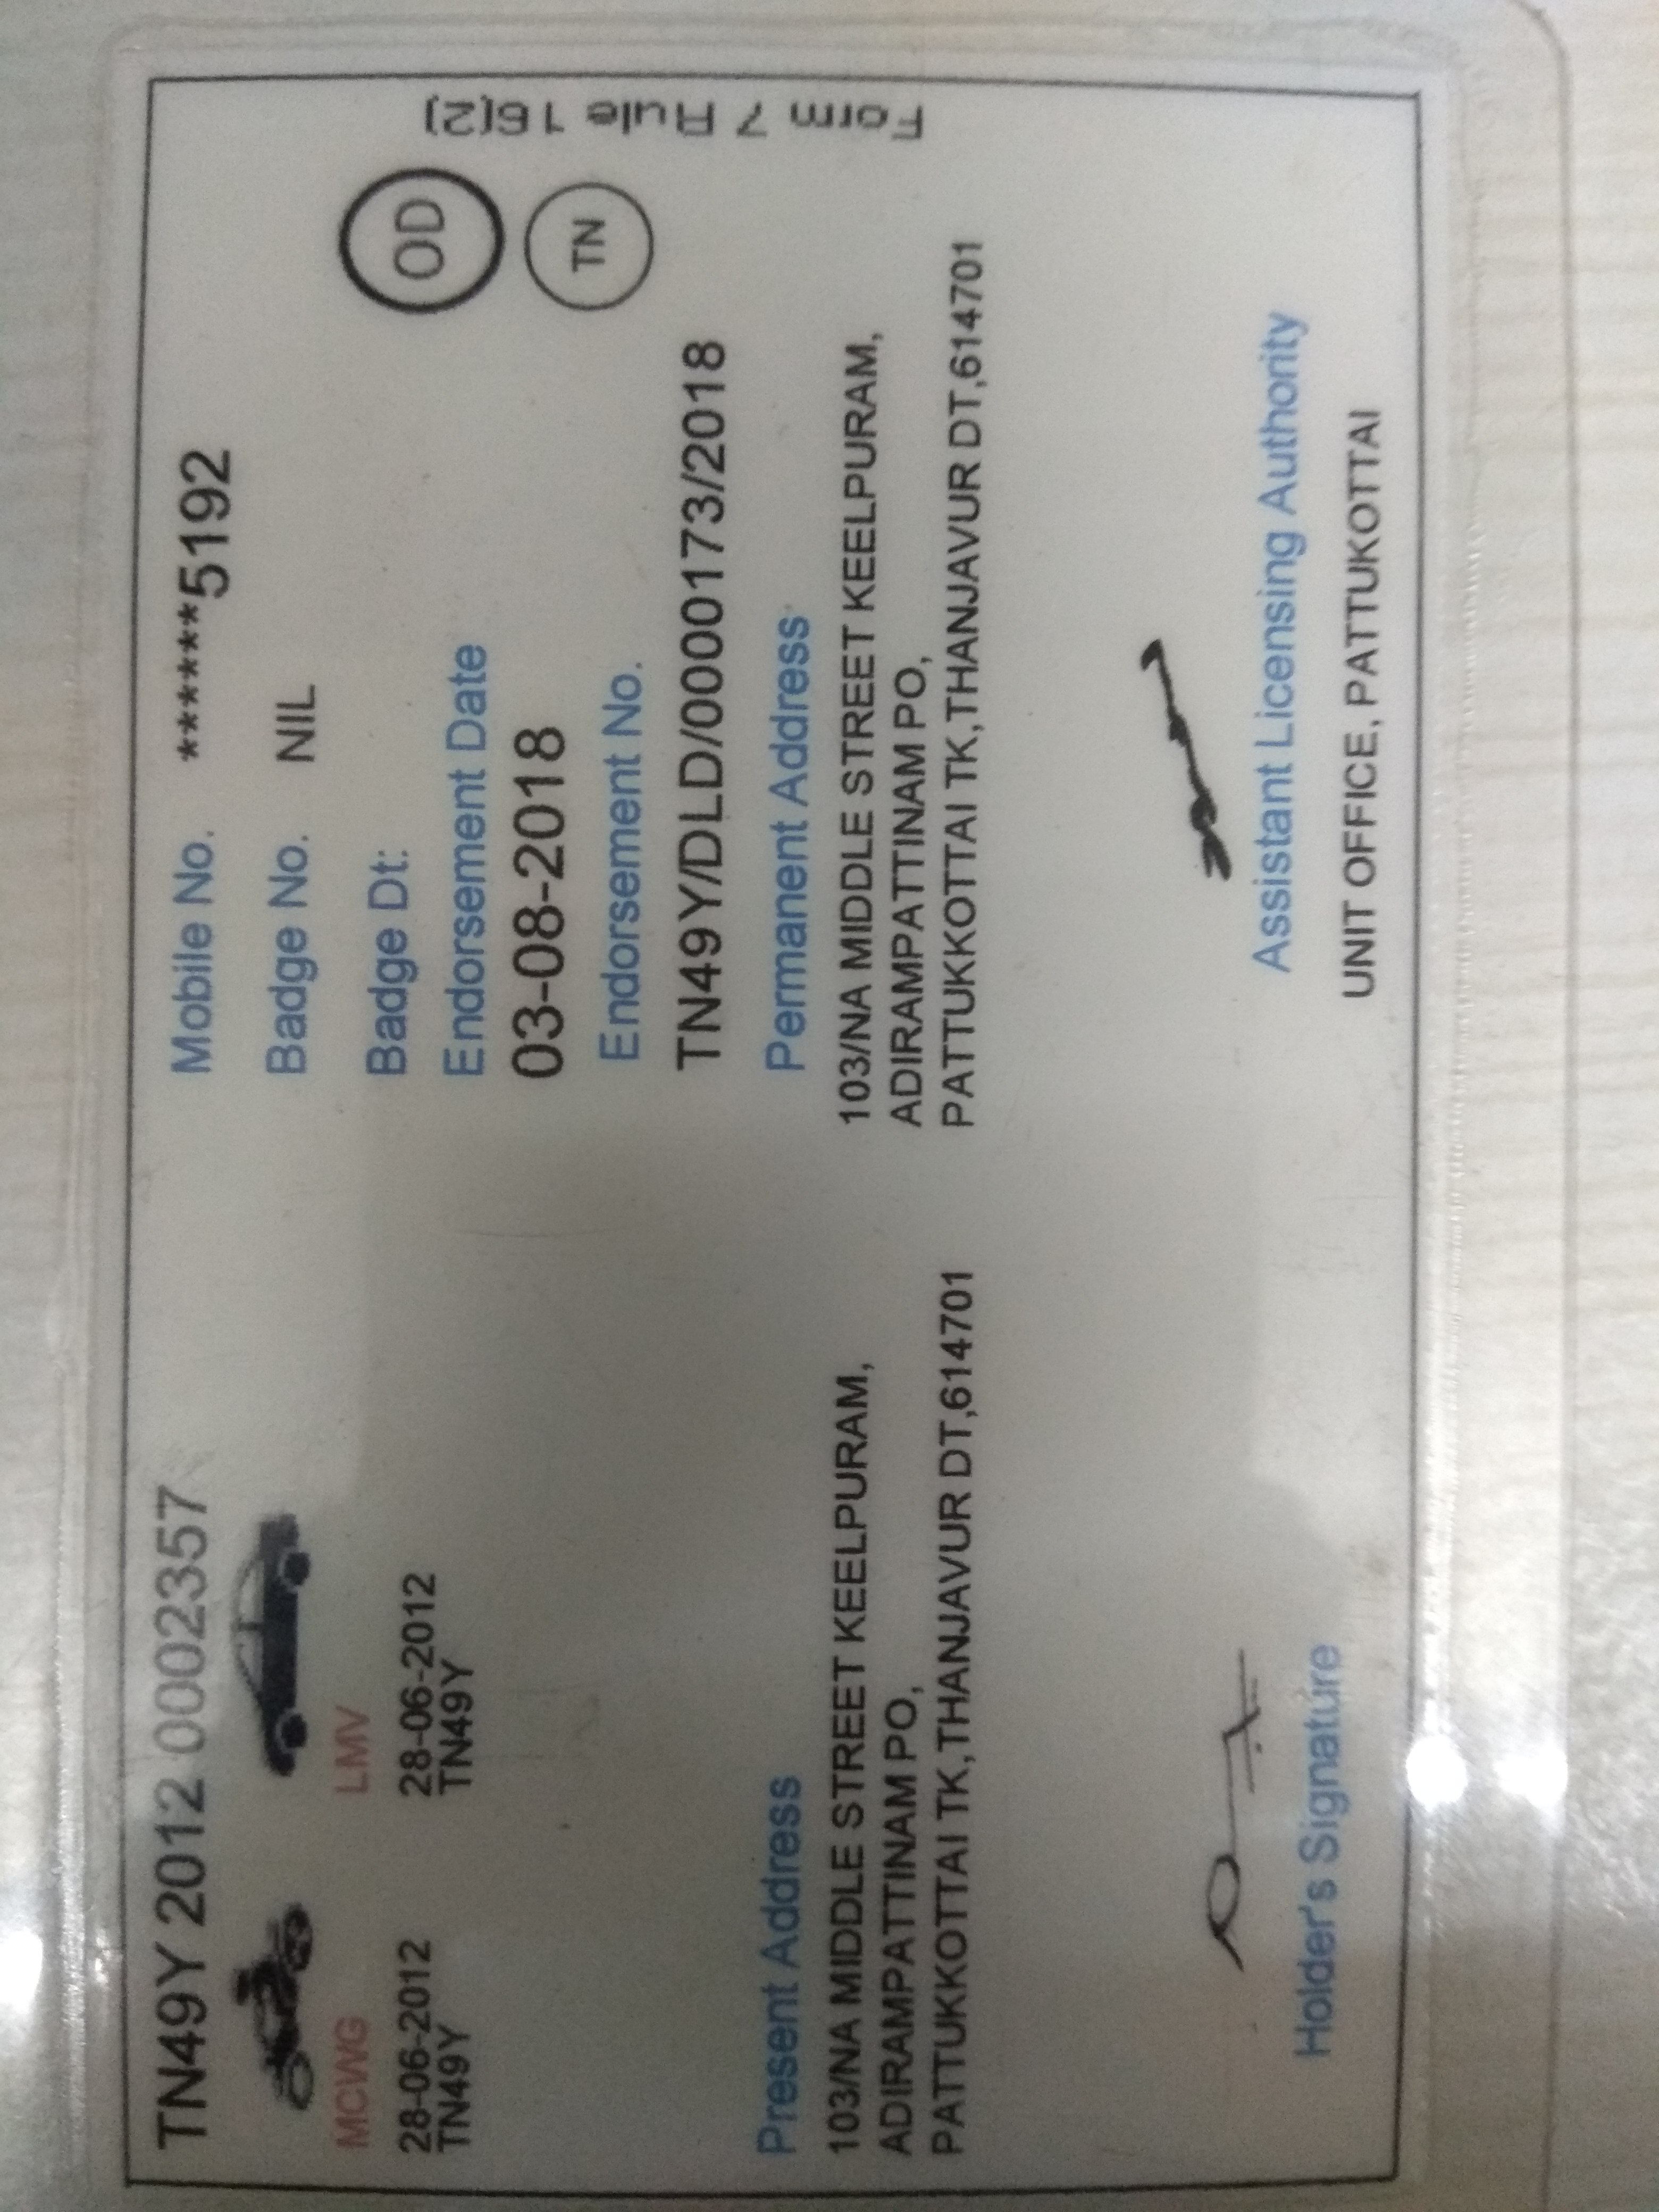 TN49Y 2012 0002357
MCWG
28-06-2012
TN49Y
LMV
28-06-2012
TN49Y
Mobile No. ******5192
Badge No. NIL
Badge Dt:
Endorsement Date
03-08-2018
Endorsement No.
TN49Y/DLD/0000173/2018
OD
TN
Form 7 Rule 16(2)
Present Address
103/NA MIDDLE STREET KEELPURAM,
ADIRAMPATTINAM PO,
PATTUKKOTTAI TK,THANJAVUR DT,614701
Permanent Address
103/NA MIDDLE STREET KEELPURAM,
ADIRAMPATTINAM PO,
PATTUKKOTTAI TK,THANJAVUR DT,614701
Holder's Signature
Assistant Licensing Authority
UNIT OFFICE, PATTUKOTTAI